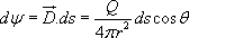 dψ = D⃗.ds = Q/4πr² ds cos θ